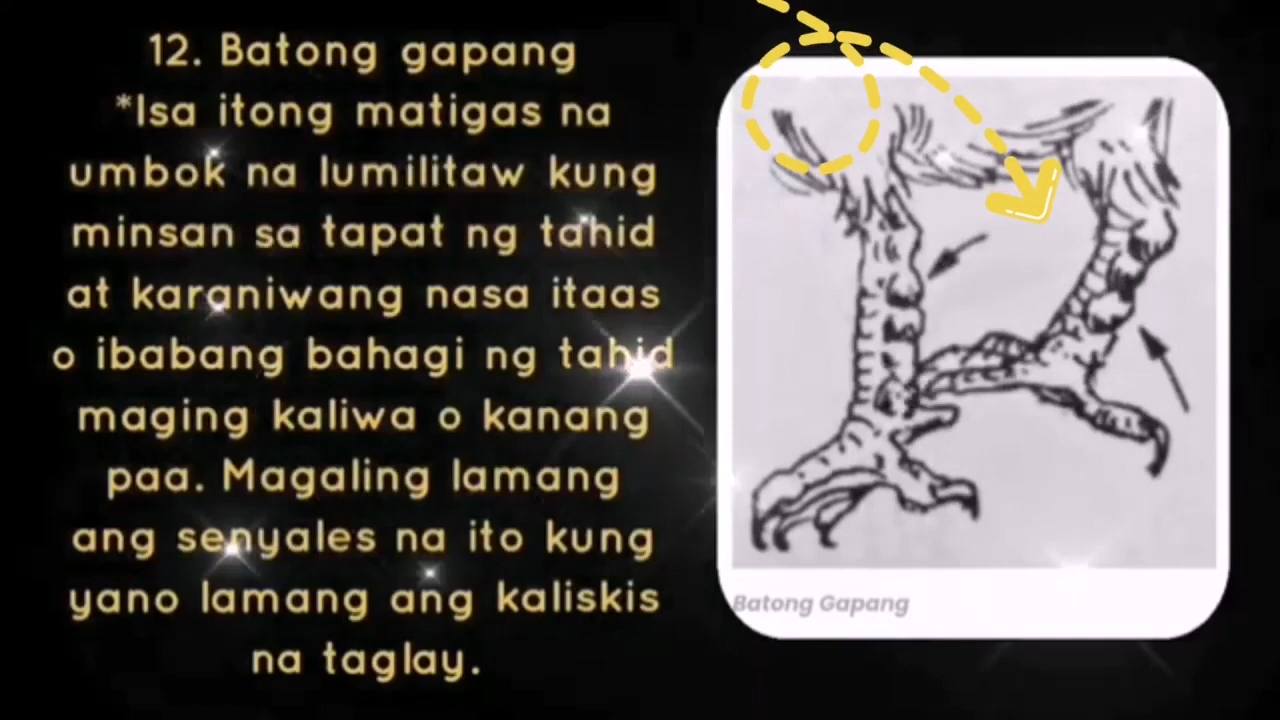 12. Batong gapang
*Isa itong matigas na
umbok na lumilitaw kung
minsan sa tapat ng tahid
at karaniwang nasa itaas
o ibabang bahagi ng tahid
maging kaliwa o kanang
paa. Magaling lamang
ang senyales na ito kung
yano lamang ang kaliskis
na taglay.
Batong Gapang